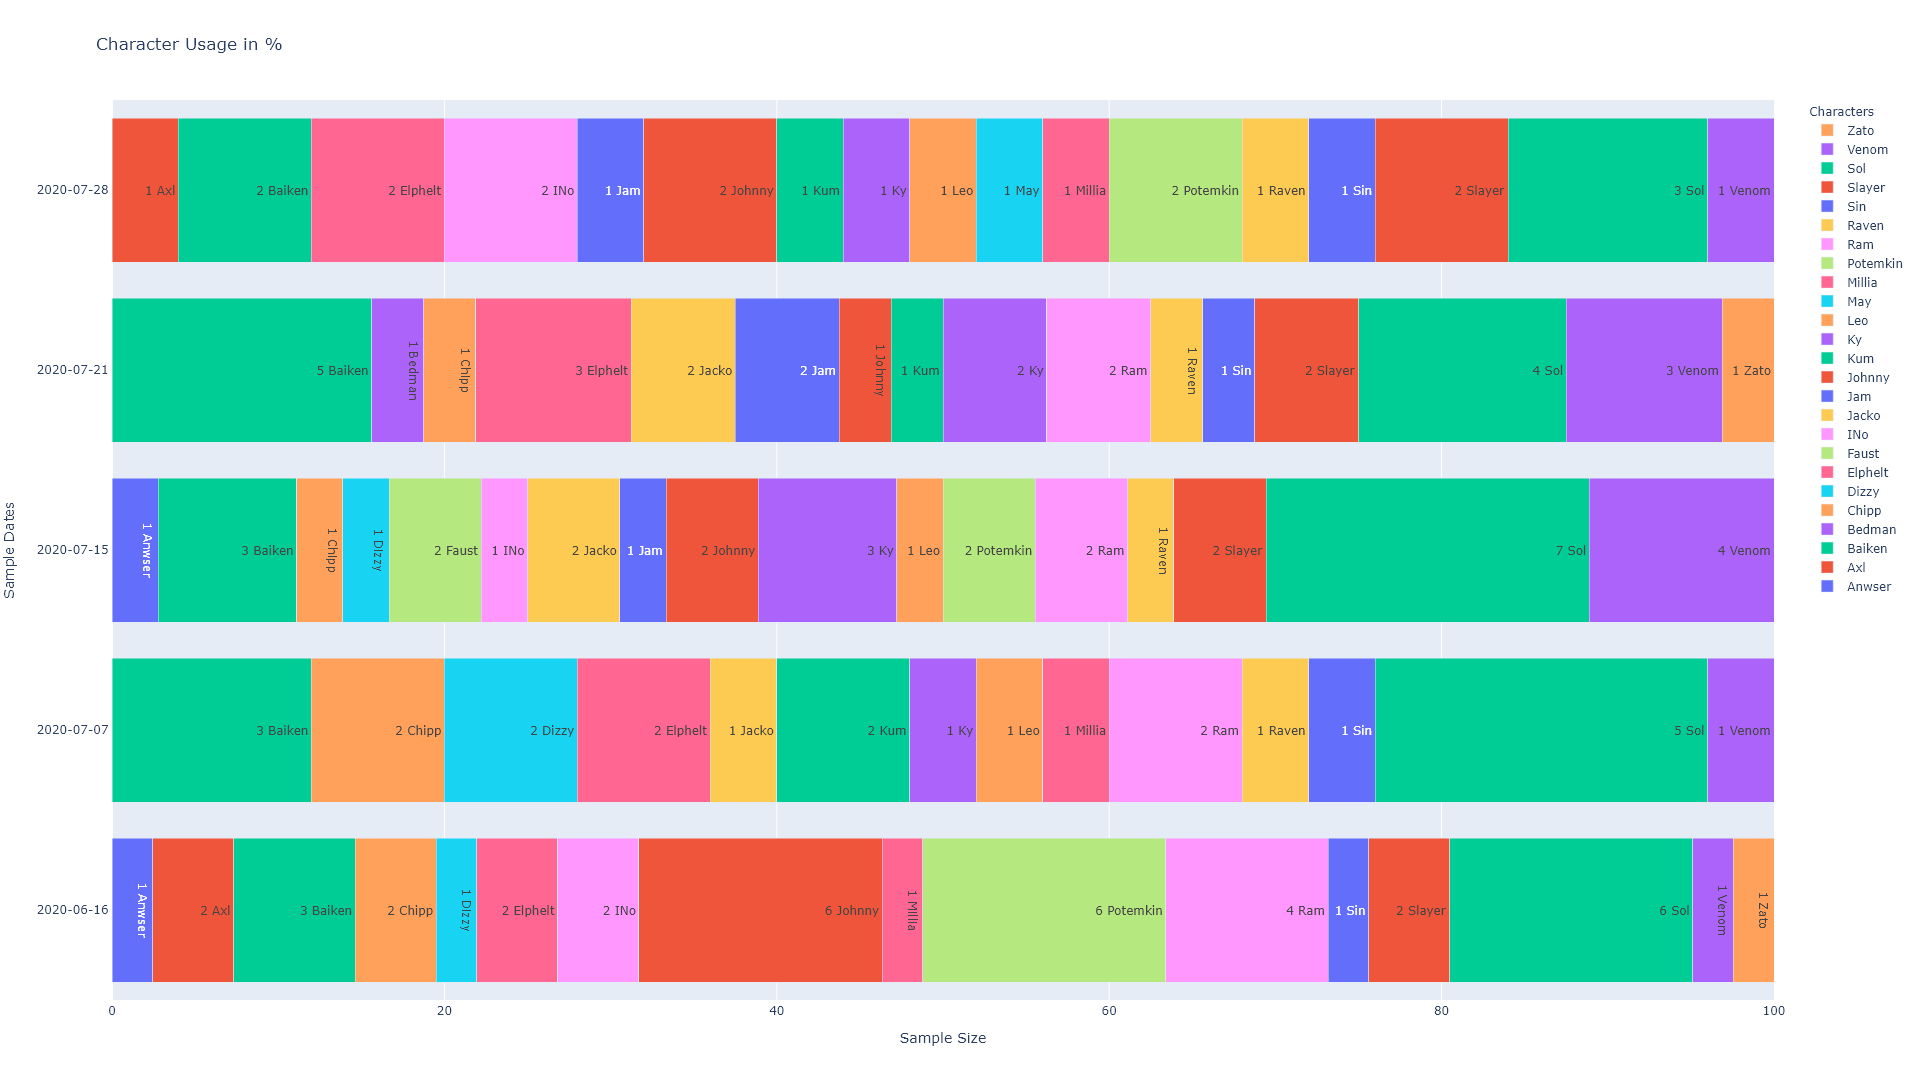 Character Usage in %
2020-07-28
1 Axl
2 Baiken
2 Elphelt
2 INo
1 Jam
2 Johnny
1 Kum
1 Ky
1 Leo
1 May
1 Millia
2 Potemkin
1 Raven
1 Sin
2 Slayer
3 Sol
1 Venom
2020-07-21
5 Baiken
1 Bedman
1 Chipp
3 Elphelt
2 Jacko
2 Jam
1 Johnny
1 Kum
2 Ky
2 Ram
1 Raven
1 Sin
2 Slayer
4 Sol
3 Venom
1 Zato
2020-07-15
1 Anwser
3 Baiken
1 Chipp
1 Dizzy
2 Faust
1 INo
2 Jacko
1 Jam
2 Johnny
3 Ky
1 Leo
2 Potemkin
2 Ram
1 Raven
2 Slayer
7 Sol
4 Venom
2020-07-07
3 Baiken
2 Chipp
2 Dizzy
2 Elphelt
1 Jacko
2 Kum
1 Ky
1 Leo
1 Millia
2 Ram
1 Raven
1 Sin
5 Sol
1 Venom
2020-06-16
1 Anwser
2 Axl
3 Baiken
2 Chipp
1 Dizzy
2 Elphelt
2 INo
6 Johnny
1 Millia
6 Potemkin
4 Ram
1 Sin
2 Slayer
6 Sol
1 Venom
1 Zato
0
20
40
60
80
100
Sample Size
Sample Dates
Characters
Zato
Venom
Sol
Slayer
Sin
Raven
Ram
Potemkin
Millia
May
Leo
Ky
Kum
Johnny
Jam
Jacko
INo
Faust
Elphelt
Dizzy
Chipp
Bedman
Baiken
Axl
Anwser